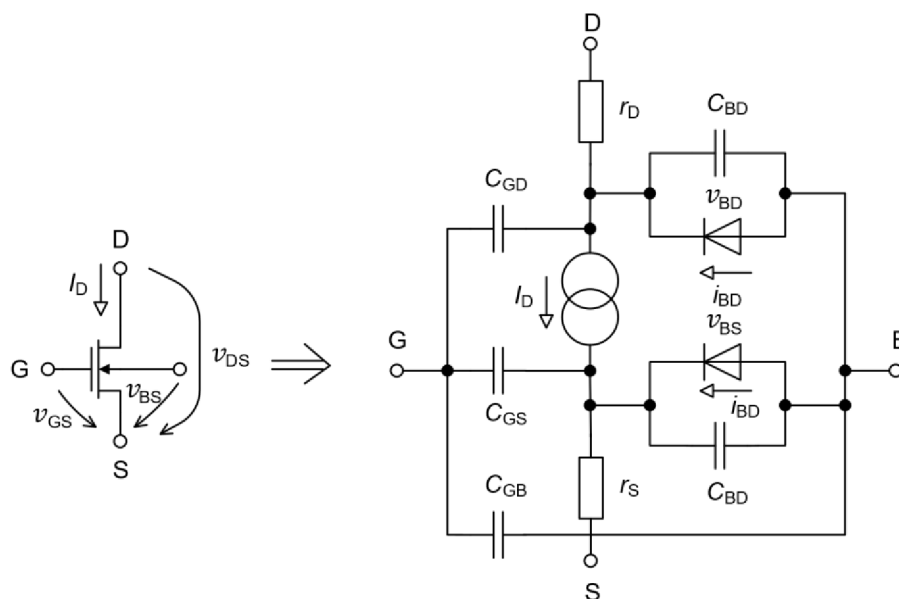 D
I_D
G
v_GS
v_BS
S
v_DS
D
r_D
C_BD
C_GD
v_BD
I_D
i_BD
v_BS
G
B
i_BD
C_GS
C_GB
r_S
C_BD
S